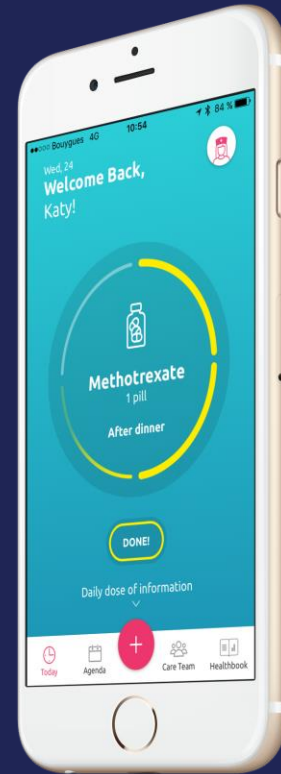 Bouygues 4G 10:54 84 %
Wed, 24
Welcome Back,
Katy!
Methotrexate
1 pill
After dinner
DONE!
Daily dose of information
+
Today Agenda Care Team Healthbook